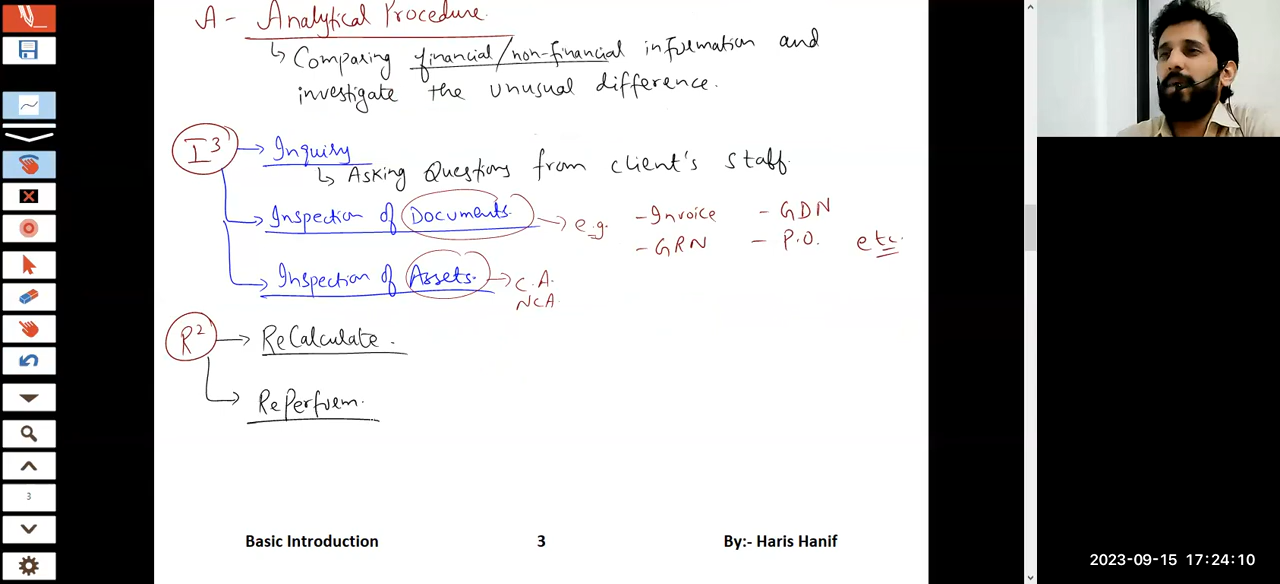 A - Analytical Procedure.
↳ Comparing financial/non-financial information and
investigate the unusual difference.
I³ → Inquiry
↳ Asking Questions from client's staff.
→ Inspection of Documents. → e.g. - Invoice - GDN
- GRN - P.O. etc.
→ Inspection of Assets. → C.A.
NCA.
R² → ReCalculate.
→ RePerform.
3
Basic Introduction 3 By:- Haris Hanif
2023-09-15 17:24:10